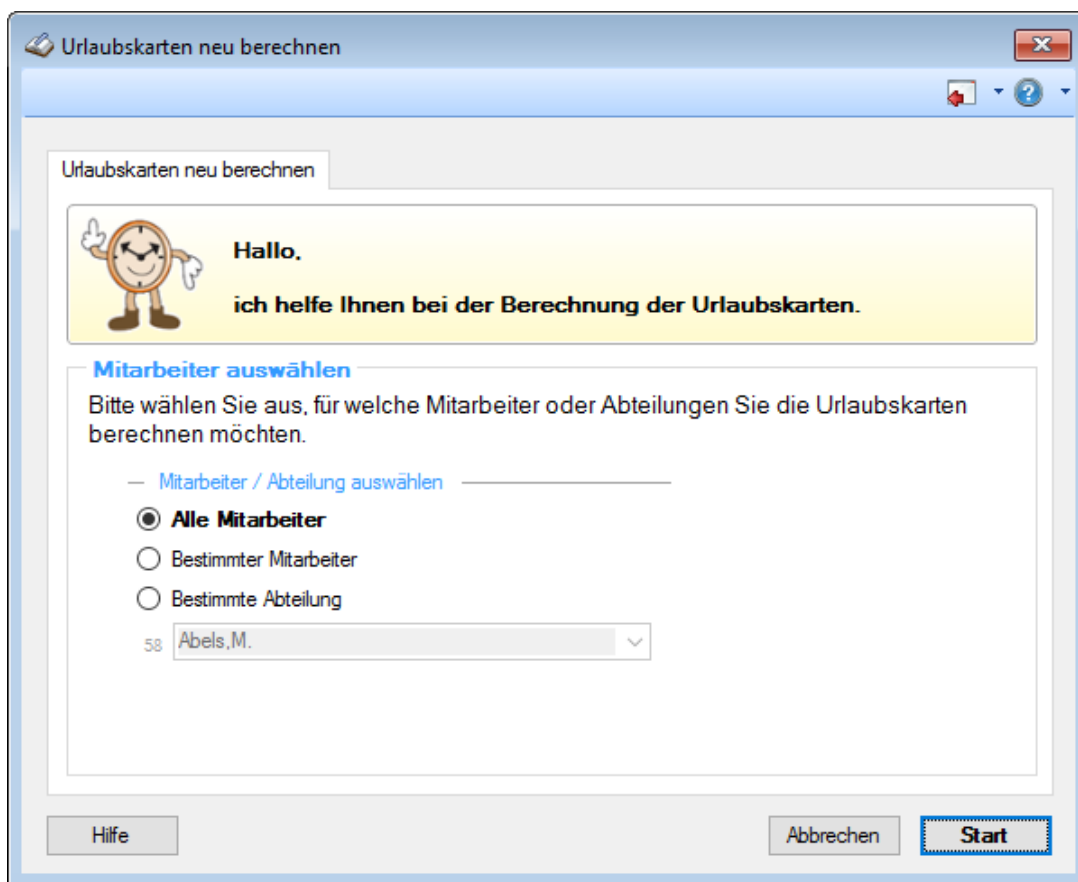 Urlaubskarten neu berechnen
Urlaubskarten neu berechnen
Hallo,
ich helfe Ihnen bei der Berechnung der Urlaubskarten.
Mitarbeiter auswählen
Bitte wählen Sie aus, für welche Mitarbeiter oder Abteilungen Sie die Urlaubskarten
berechnen möchten.
Mitarbeiter / Abteilung auswählen
Alle Mitarbeiter
Bestimmter Mitarbeiter
Bestimmte Abteilung
58 Abels,M.
Hilfe Abbrechen Start